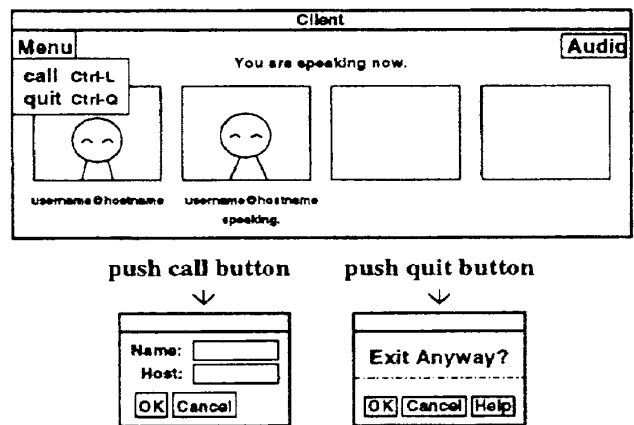 Client
Menu Audio
You are speaking now.
call Ctrl-L
quit Ctrl-Q
username@hostname username@hostname
speaking.
push call button push quit button
Name:
Host:
OK Cancel
Exit Anyway?
OK Cancel Help